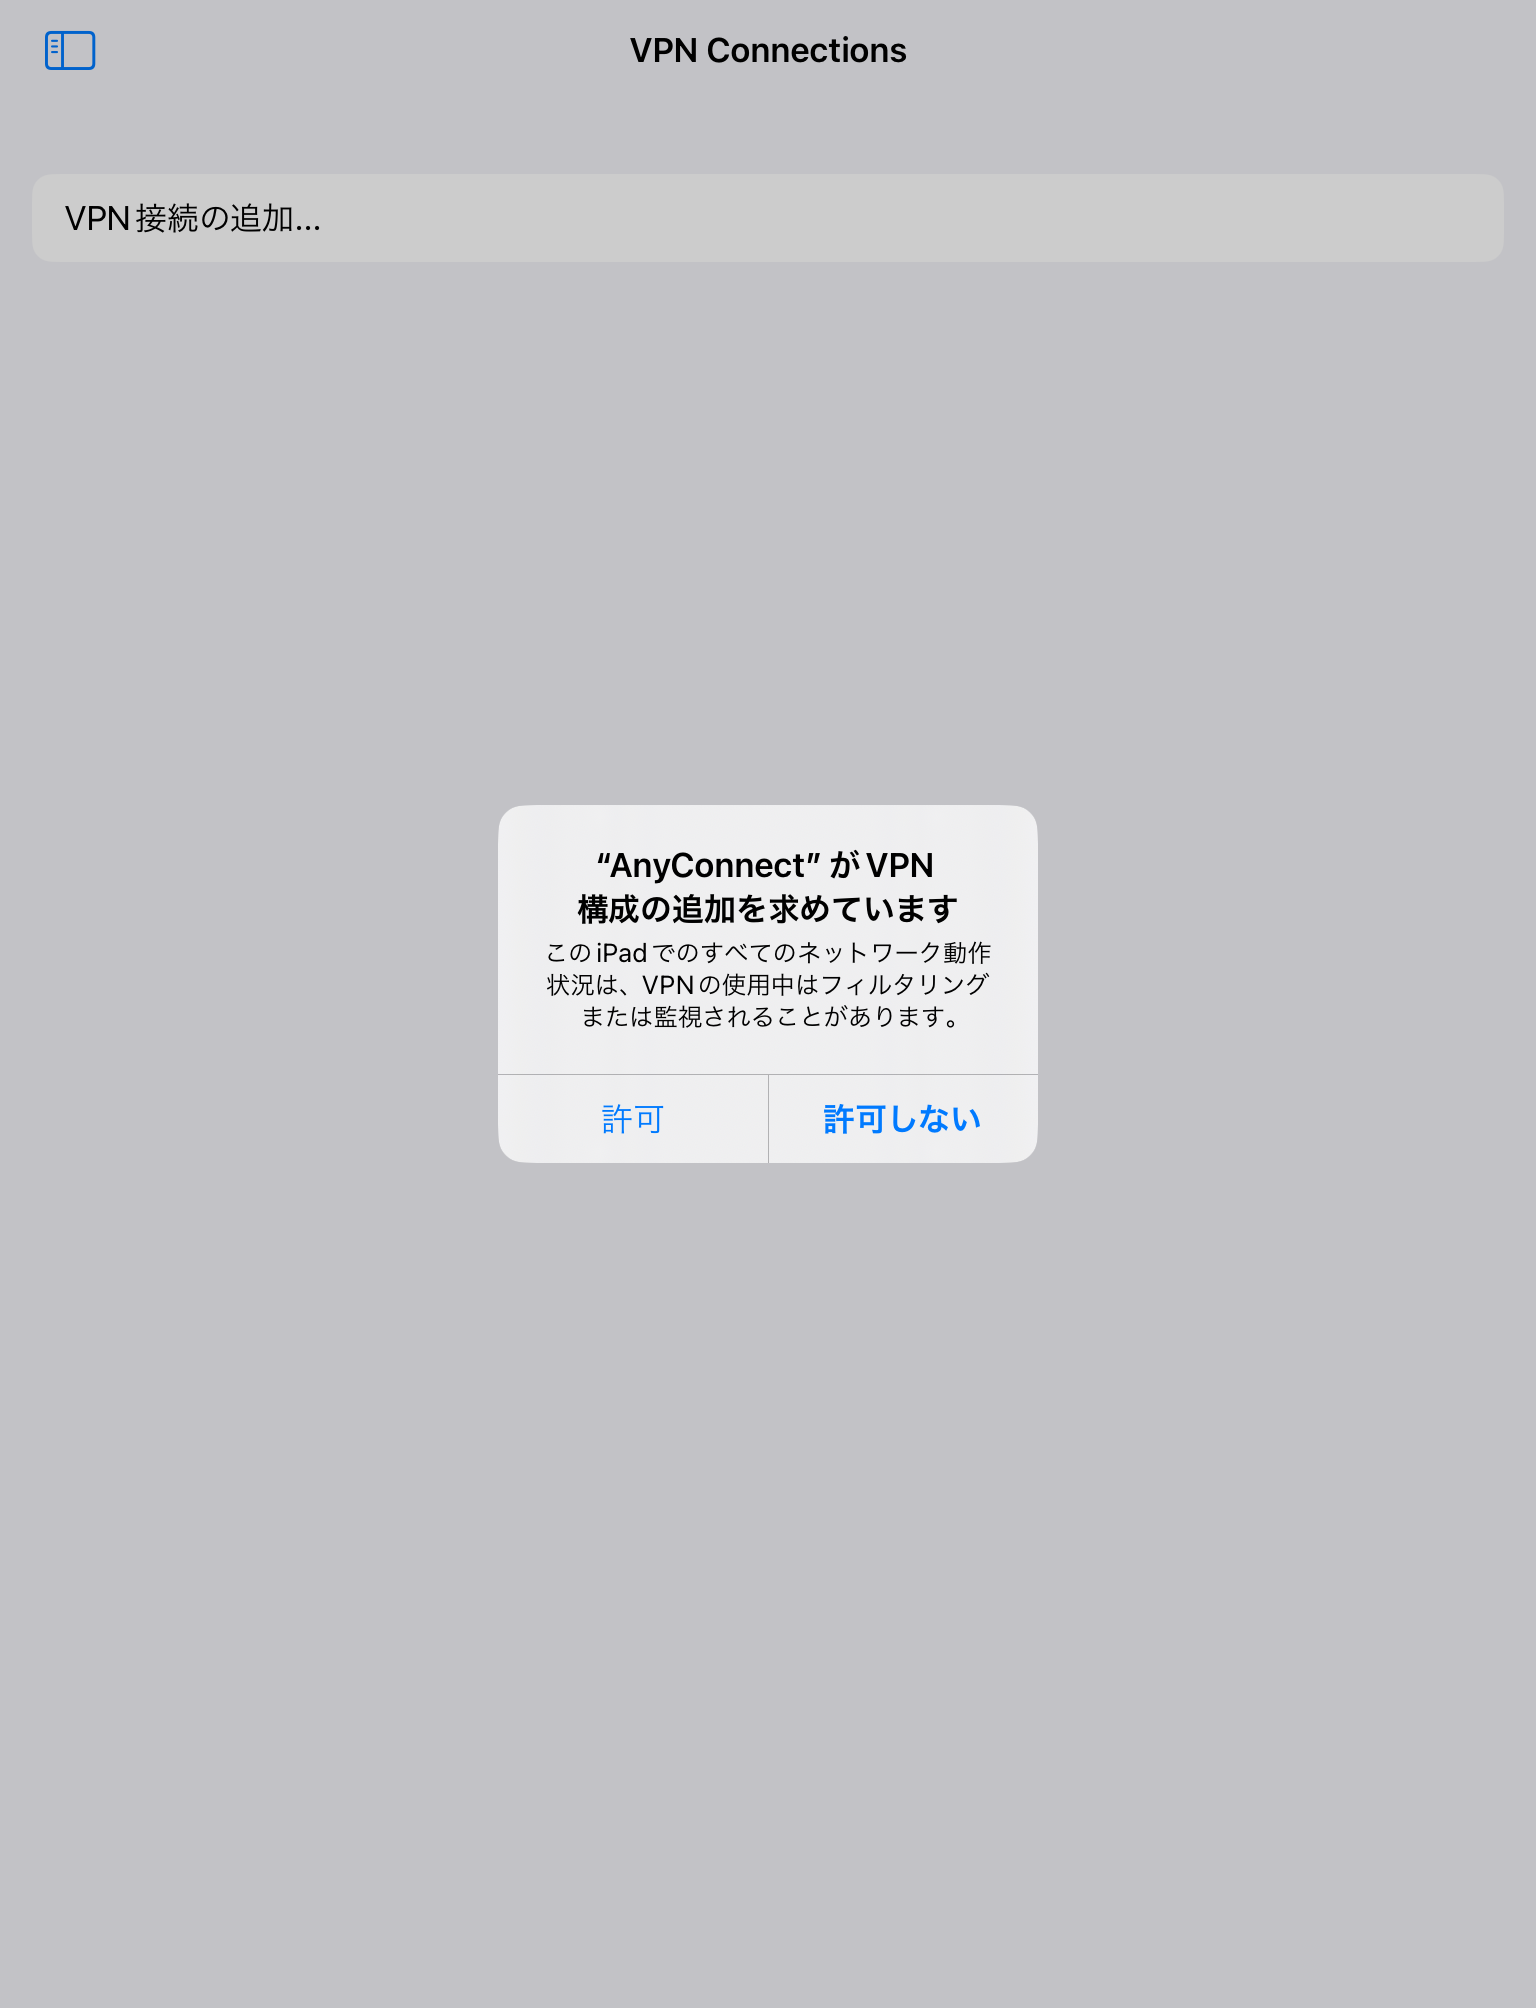 VPN Connections
VPN 接続の追加...
“AnyConnect” が VPN
構成の追加を求めています
この iPad でのすべてのネットワーク動作
状況は、VPN の使用中はフィルタリング
または監視されることがあります。
許可
許可しない